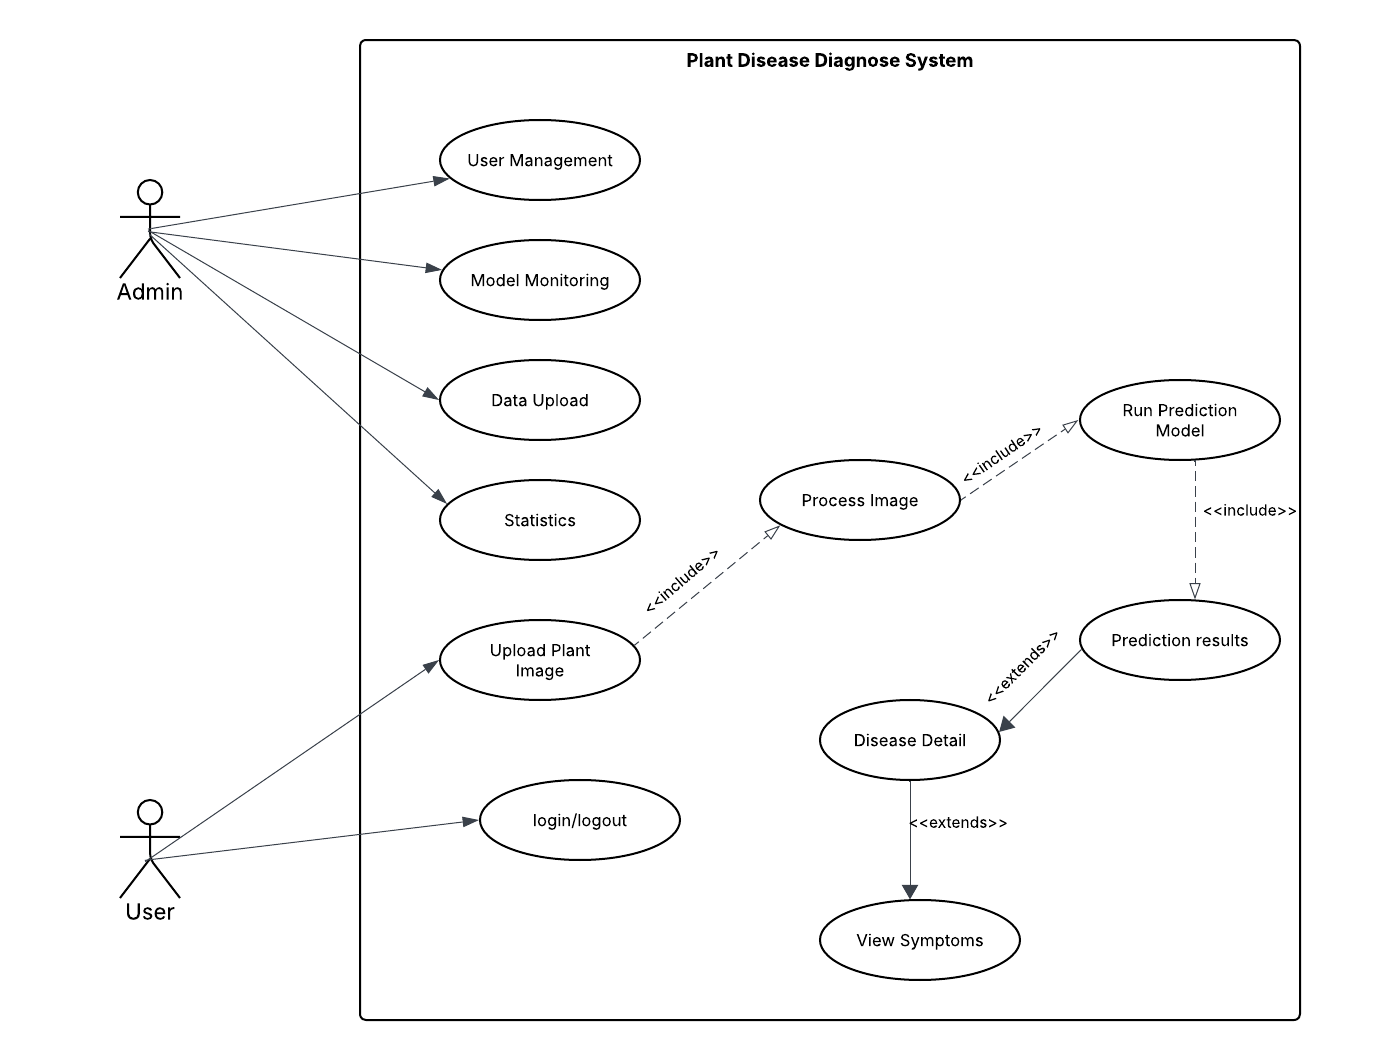 Plant Disease Diagnose System
User Management
Admin
Model Monitoring
Data Upload
Run Prediction
Model
<<include>>
Process Image
Statistics
<<include>>
<<include>>
Upload Plant
Image
Prediction results
<<extends>>
Disease Detail
login/logout
<<extends>>
User
View Symptoms